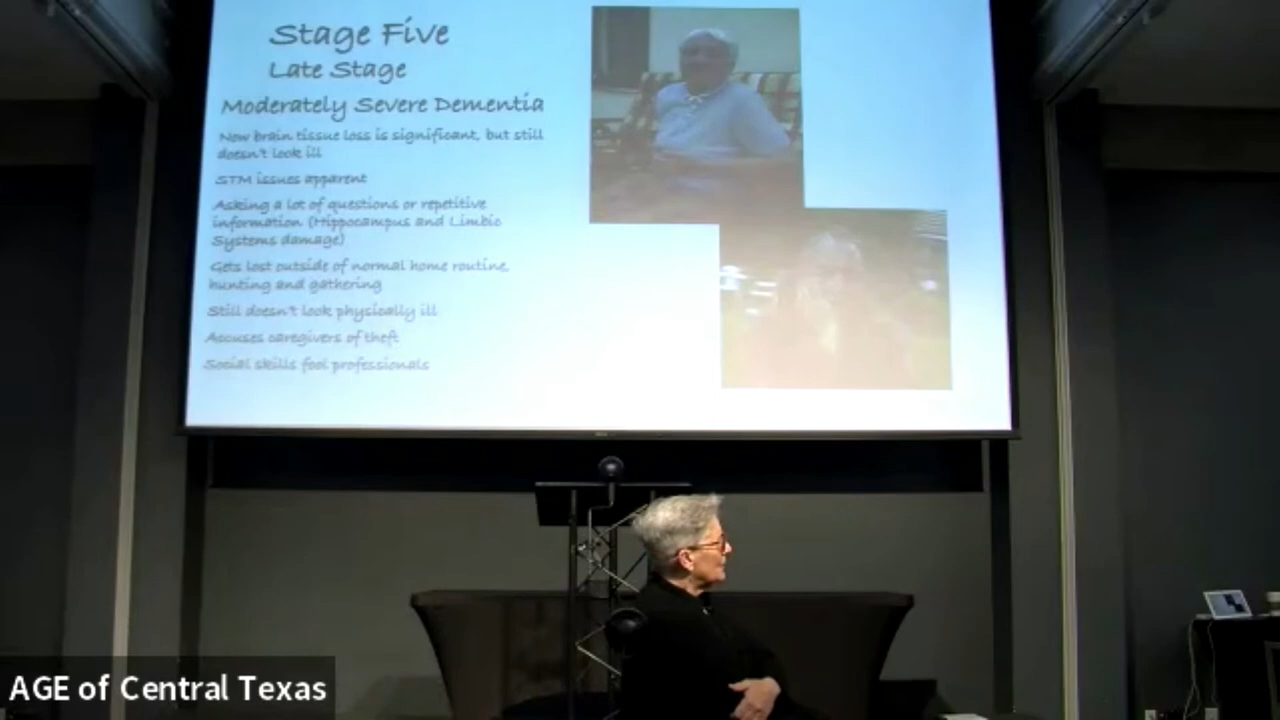 Stage Five
Late Stage
Moderately Severe Dementia
Now brain tissue loss is significant, but still
doesn't look ill
STM issues apparent
Asking a lot of questions or repetitive
information (Hippocampus and Limbic
Systems damage)
Gets lost outside of normal home routine,
hunting and gathering
Still doesn't look physically ill
Accuses caregivers of theft
Social skills fool professionals
AGE of Central Texas